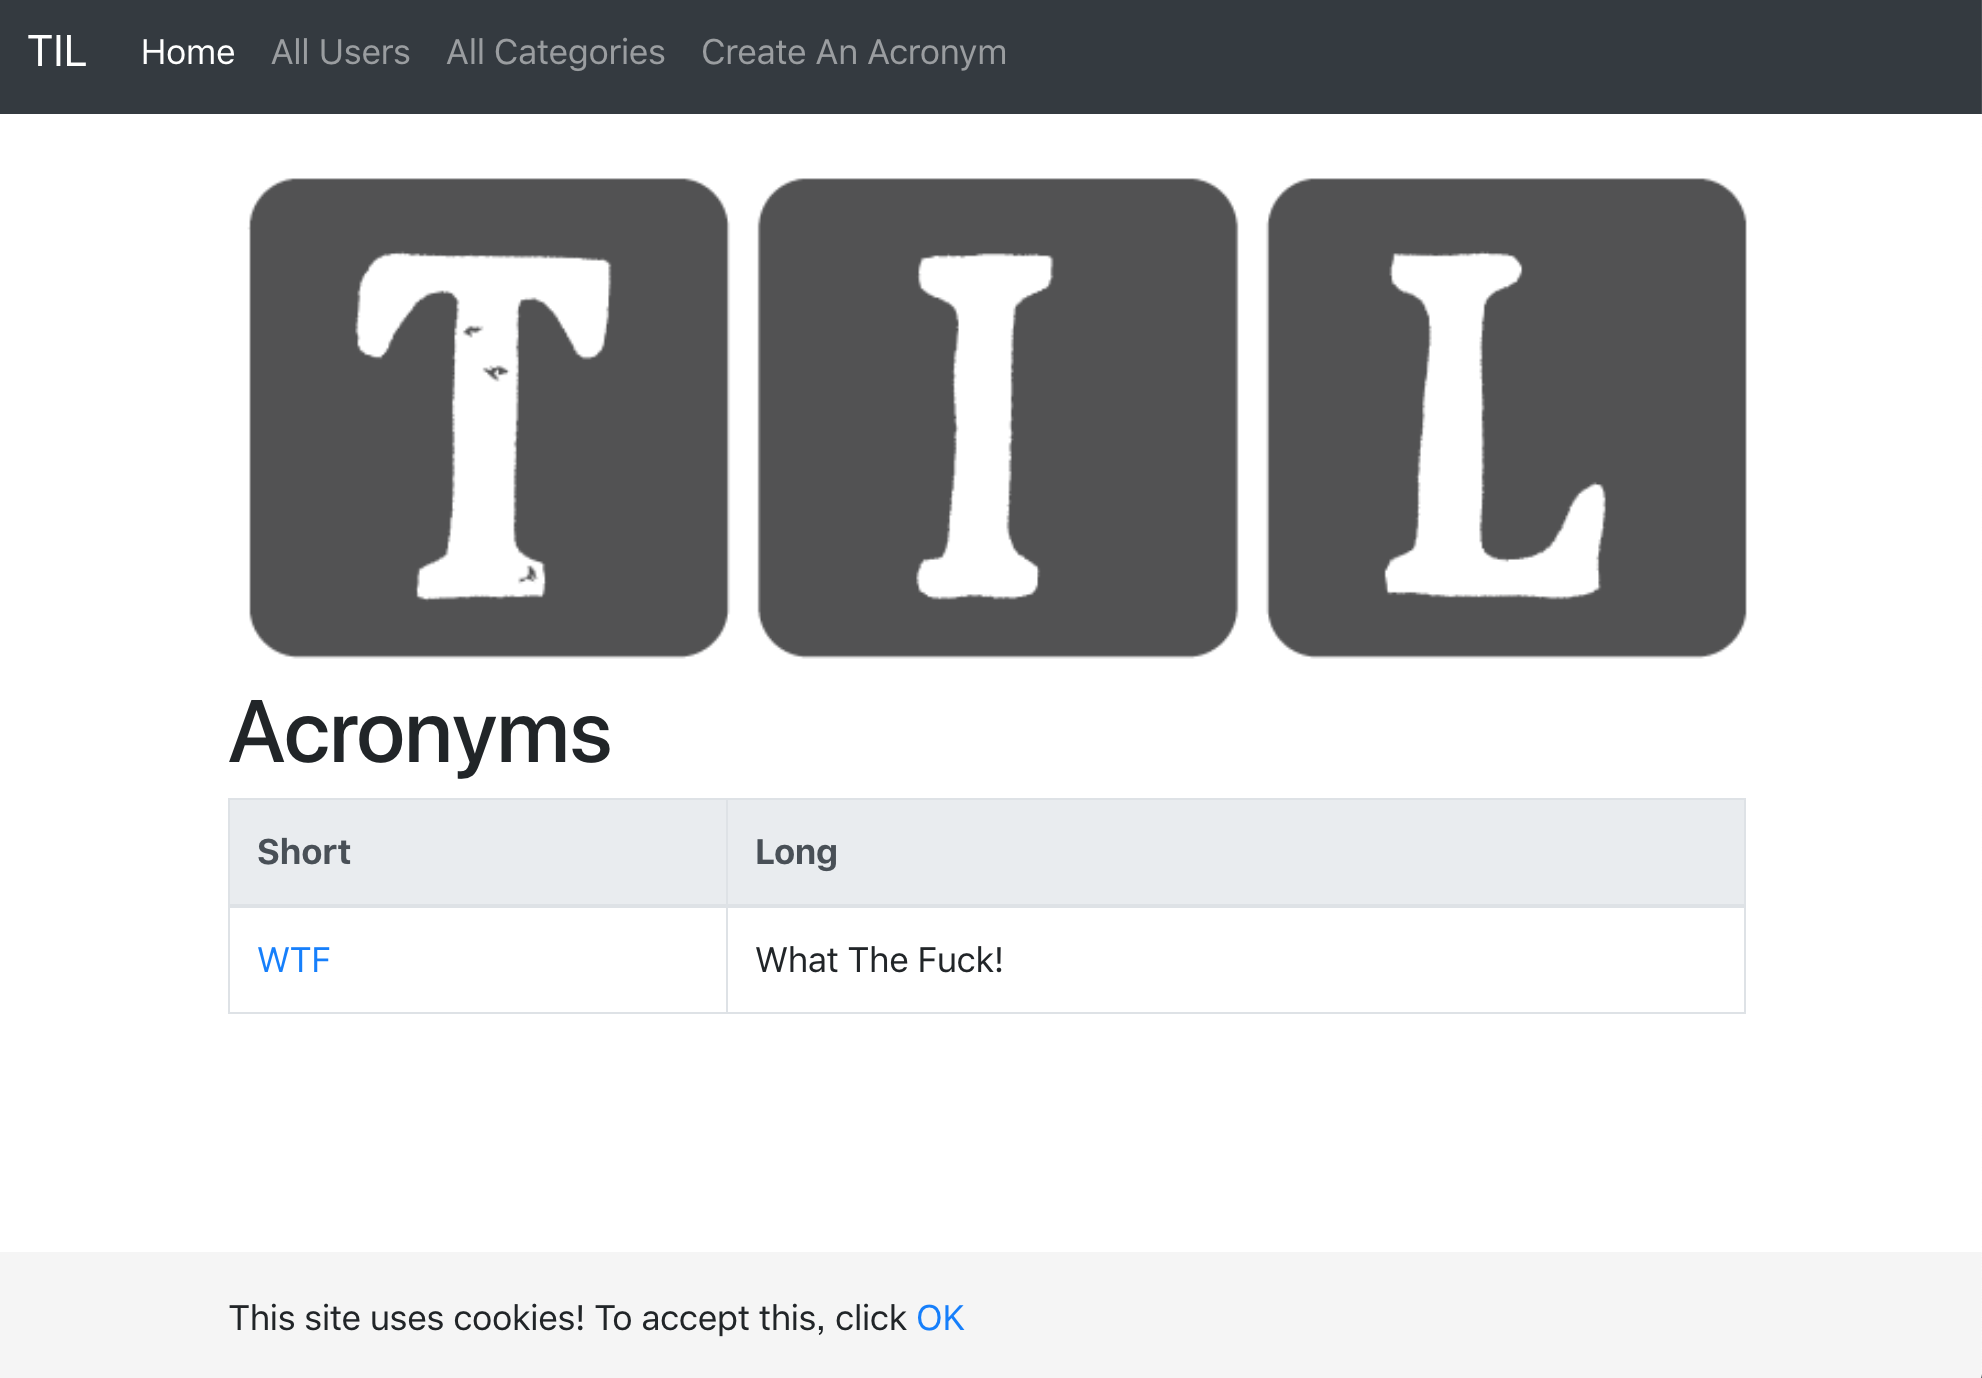 TIL Home All Users All Categories Create An Acronym
TIL
Acronyms
Short Long
WTF What The Fuck!
This site uses cookies! To accept this, click OK